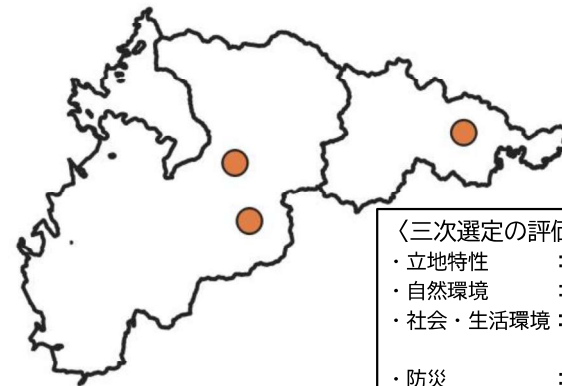 〈三次選定の評価
・立地特性　　：
・自然環境　　：
・社会・生活環境：
・防災　　　　：